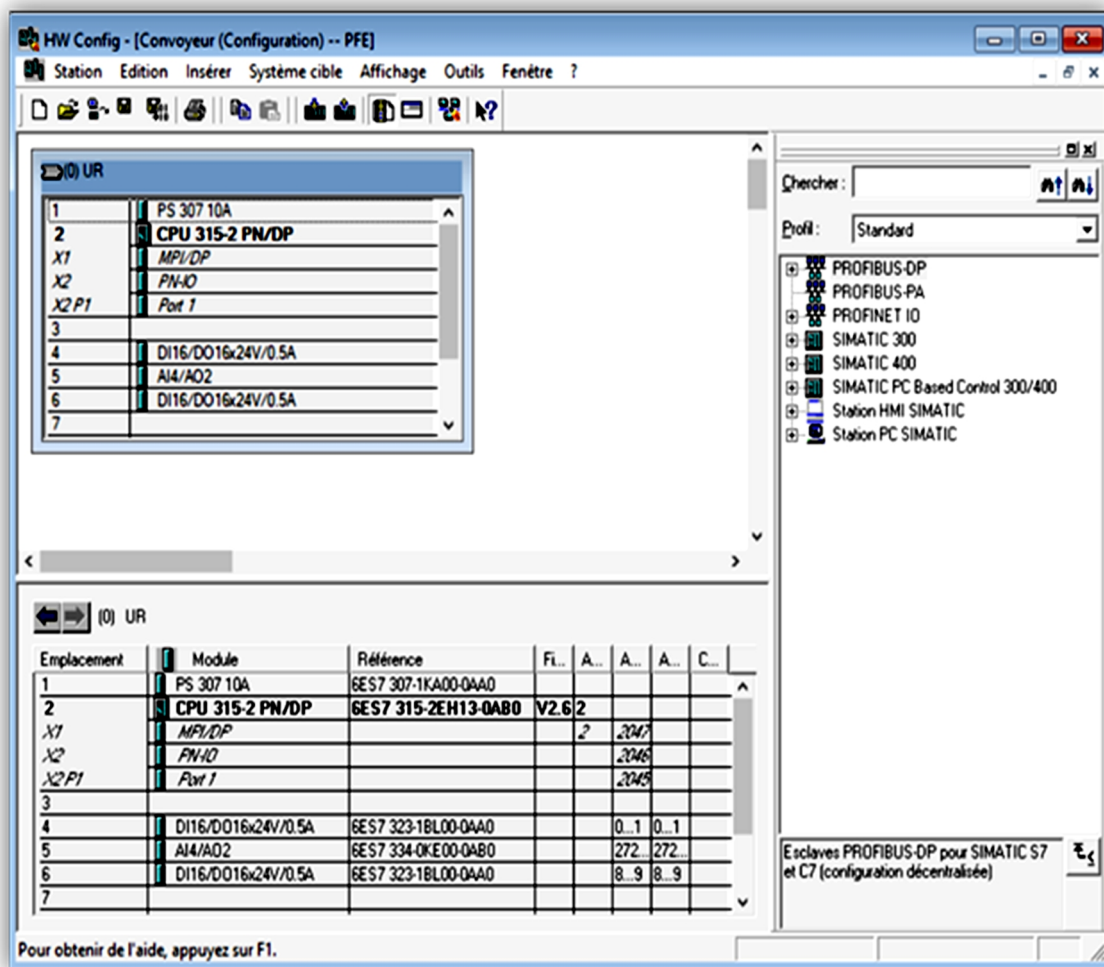 HW Config - [Convoyeur (Configuration) -- PFE]
Station Edition Insérer Système cible Affichage Outils Fenêtre ?
(0) UR
1 PS 307 10A
2 CPU 315-2 PN/DP
X1 MPI/DP
X2 PN-IO
X2 P1 Port 1
3
4 DI16/DO16x24V/0.5A
5 AI4/AO2
6 DI16/DO16x24V/0.5A
7
Chercher :
Profil : Standard
PROFIBUS-DP
PROFIBUS-PA
PROFINET IO
SIMATIC 300
SIMATIC 400
SIMATIC PC Based Control 300/400
Station HMI SIMATIC
Station PC SIMATIC
(0) UR
Emplacement Module Référence Fi... A... A... A... C...
1 PS 307 10A 6ES7 307-1KA00-0AA0
2 CPU 315-2 PN/DP 6ES7 315-2EH13-0AB0 V2.6 2
X1 MPI/DP 2 2047
X2 PN-IO 2046
X2 P1 Port 1 2045
3
4 DI16/DO16x24V/0.5A 6ES7 323-1BL00-0AA0 0...1 0...1
5 AI4/AO2 6ES7 334-0KE00-0AB0 272... 272...
6 DI16/DO16x24V/0.5A 6ES7 323-1BL00-0AA0 8...9 8...9
7
Esclaves PROFIBUS-DP pour SIMATIC S7
et C7 (configuration décentralisée)
Pour obtenir de l'aide, appuyez sur F1.